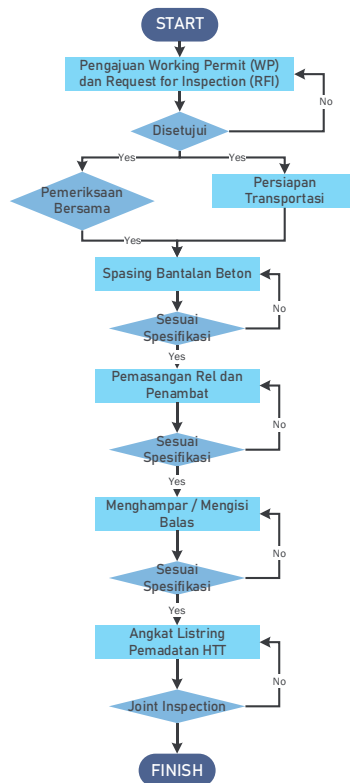 START
Pengajuan Working Permit (WP)
dan Request for Inspection (RFI)
No
Disetujui
Yes
Yes
Pemeriksaan
Bersama
Persiapan
Transportasi
Yes
Spasing Bantalan Beton
No
Sesuai
Spesifikasi
Yes
Pemasangan Rel dan
Penambat
No
Sesuai
Spesifikasi
Yes
Menghampar / Mengisi
Balas
No
Sesuai
Spesifikasi
Yes
Angkat Listring
Pemadatan HTT
No
Joint Inspection
FINISH